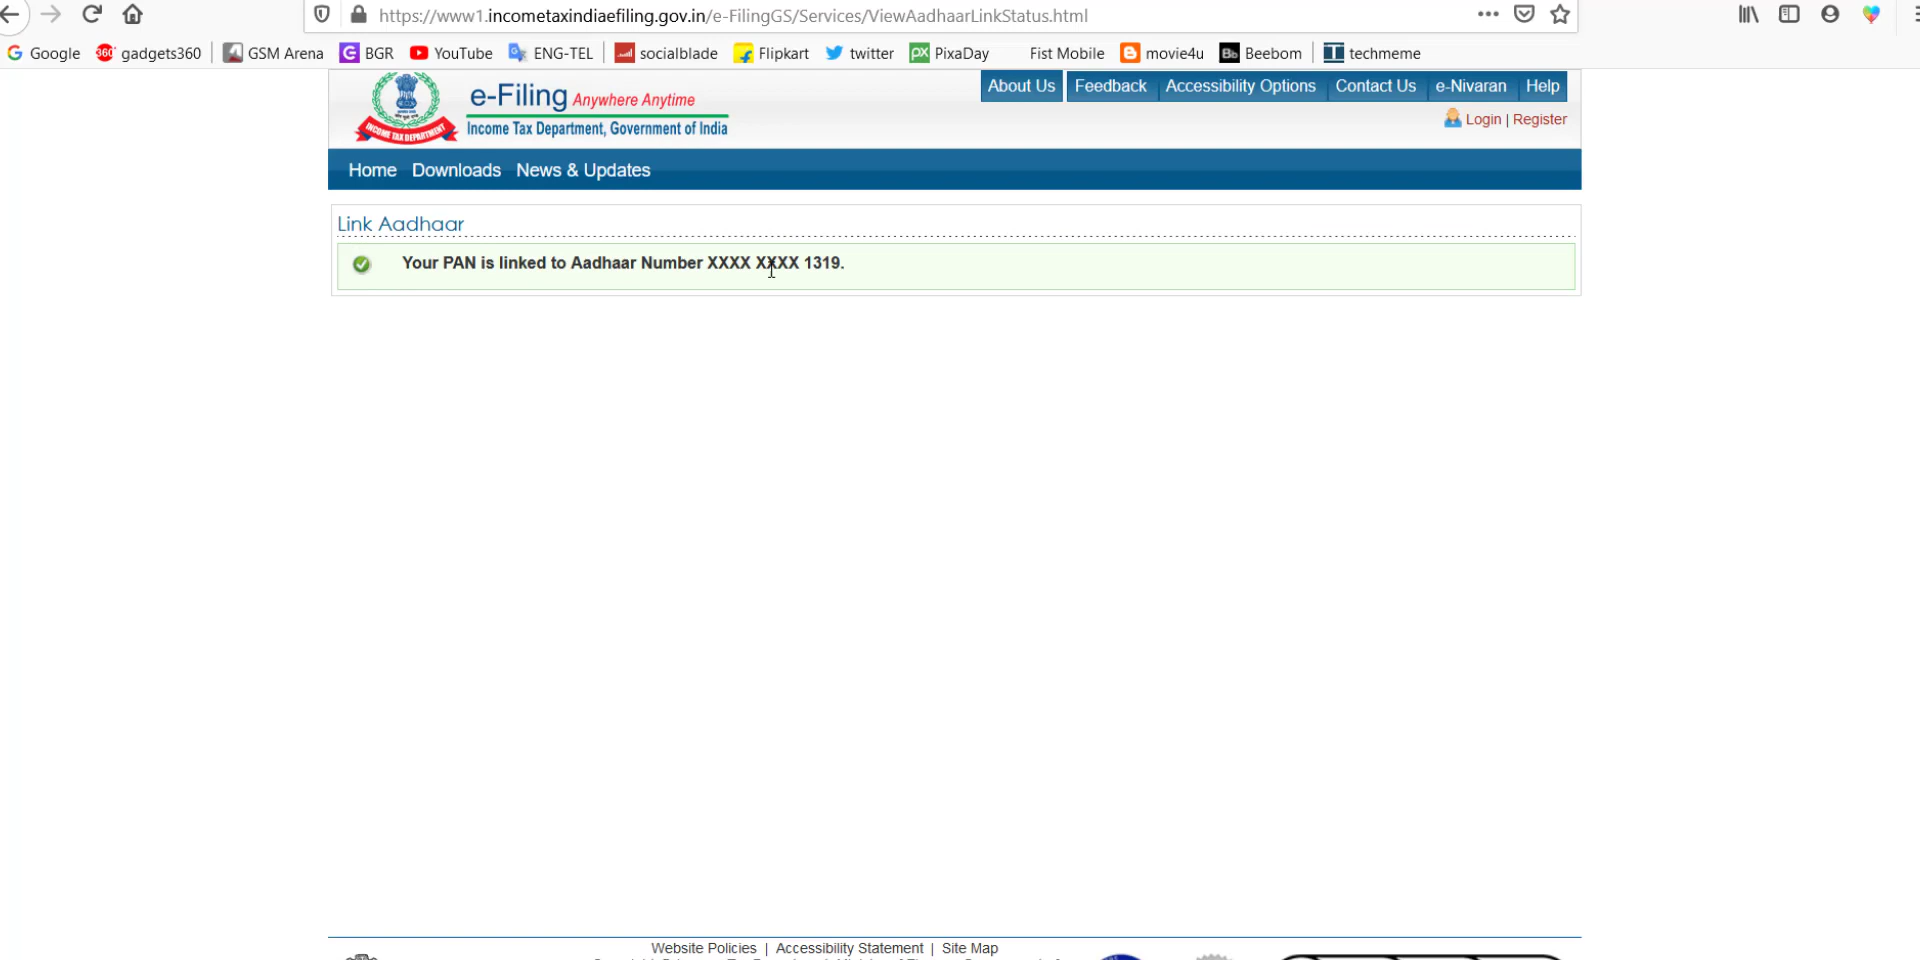 https://www1.incometaxindiaefiling.gov.in/e-FilingGS/Services/ViewAadhaarLinkStatus.html
Google gadgets360 GSM Arena BGR YouTube ENG-TEL socialblade Flipkart twitter PixaDay Fist Mobile movie4u Beebom techmeme
e-Filing Anywhere Anytime
Income Tax Department, Government of India
INCOME TAX DEPARTMENT
About Us Feedback Accessibility Options Contact Us e-Nivaran Help
Login | Register
Home Downloads News & Updates
Link Aadhaar
Your PAN is linked to Aadhaar Number XXXX XXXX 1319.
Website Policies | Accessibility Statement | Site Map